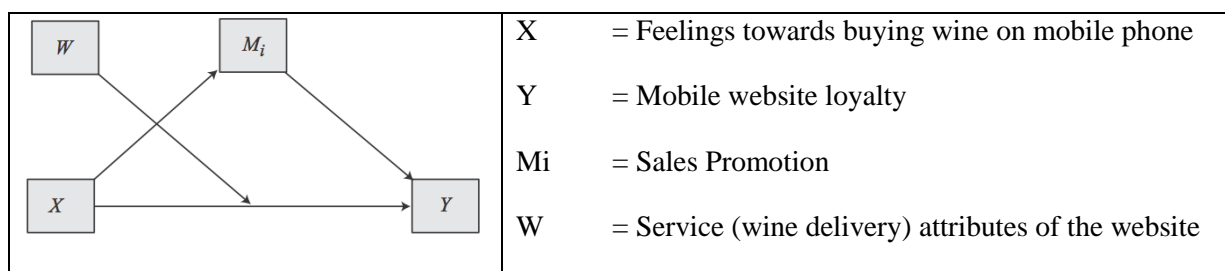 W
Mi
X
Y
X = Feelings towards buying wine on mobile phone
Y = Mobile website loyalty
Mi = Sales Promotion
W = Service (wine delivery) attributes of the website